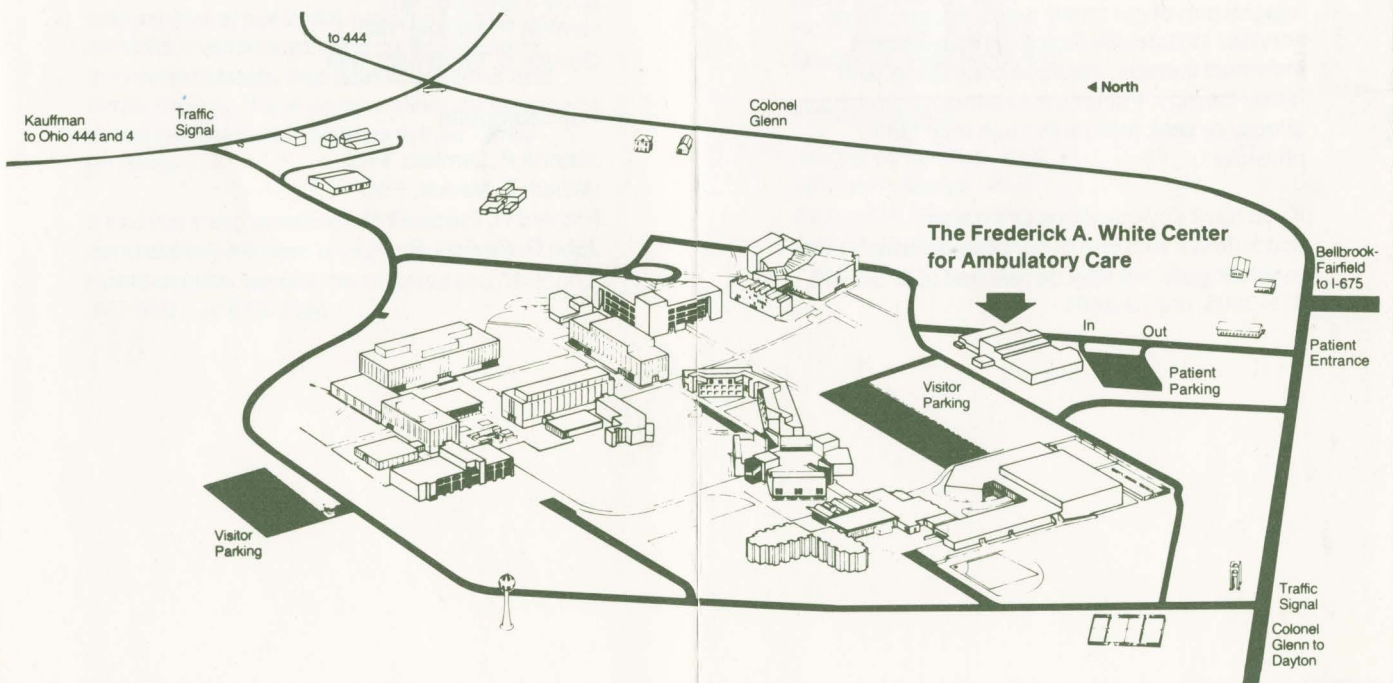 to 444
Kauffman
to Ohio 444 and 4
Traffic
Signal
Colonel
Glenn
◄ North
The Frederick A. White Center
for Ambulatory Care
Bellbrook-
Fairfield
to I-675
In
Out
Patient
Entrance
Patient
Parking
Visitor
Parking
Visitor
Parking
Traffic
Signal
Colonel
Glenn to
Dayton